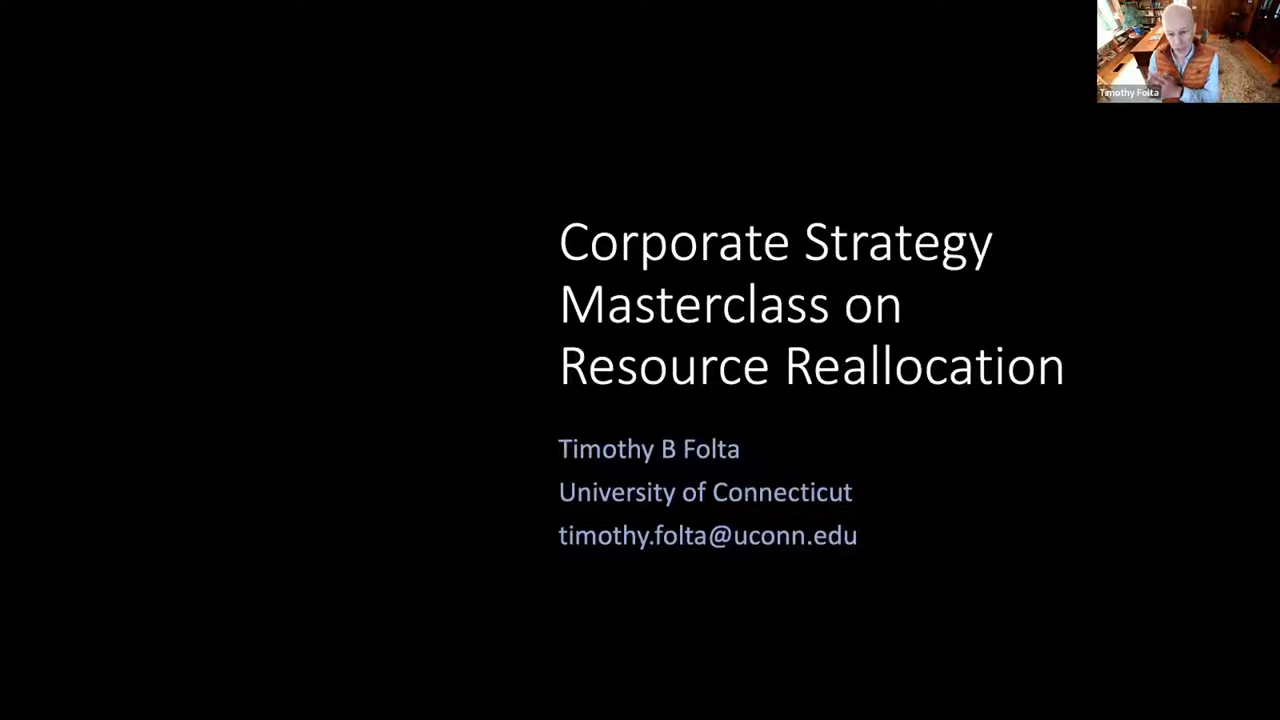 Timothy Folta
Corporate Strategy
Masterclass on
Resource Reallocation
Timothy B Folta
University of Connecticut
timothy.folta@uconn.edu